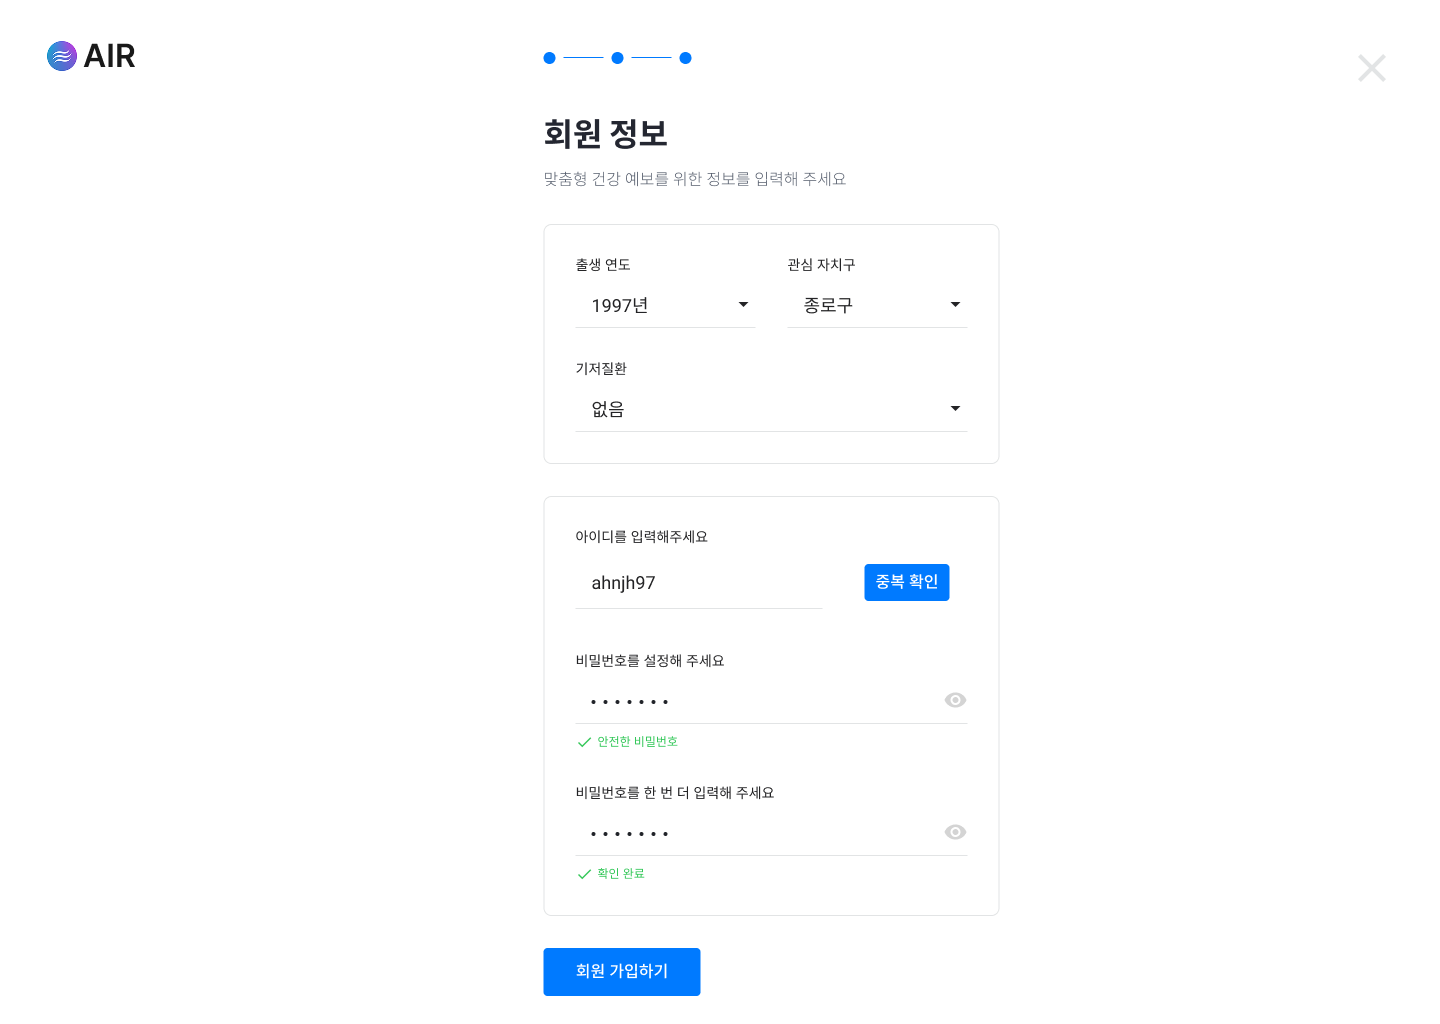 AIR
회원 정보
맞춤형 건강 예보를 위한 정보를 입력해 주세요
출생 연도
관심 자치구
1997년
종로구
기저질환
없음
아이디를 입력해주세요
ahnjh97
중복 확인
비밀번호를 설정해 주세요
•••••••
안전한 비밀번호
비밀번호를 한 번 더 입력해 주세요
•••••••
확인 완료
회원 가입하기